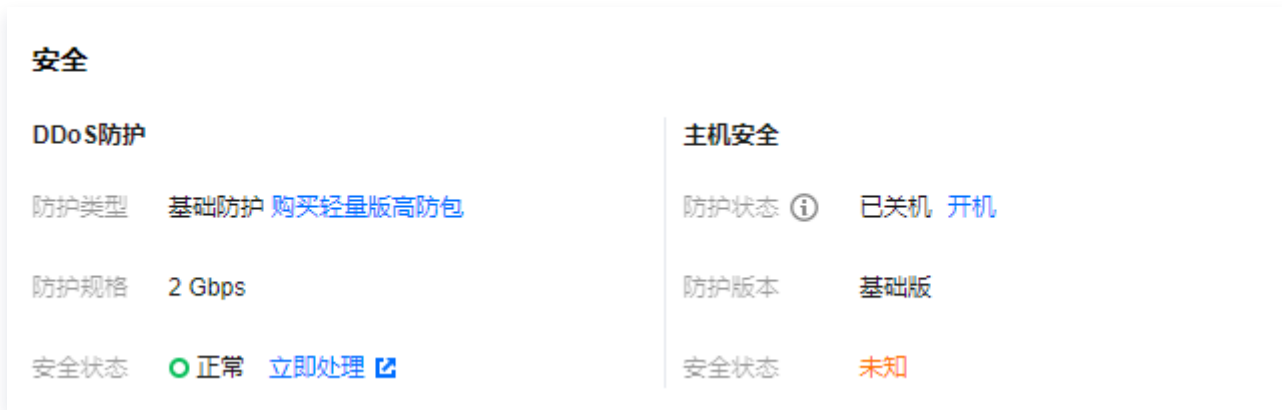 安全
DDoS防护
防护类型 基础防护 购买轻量版高防包
防护规格 2 Gbps
安全状态 正常 立即处理
主机安全
防护状态 已关机 开机
防护版本 基础版
安全状态 未知